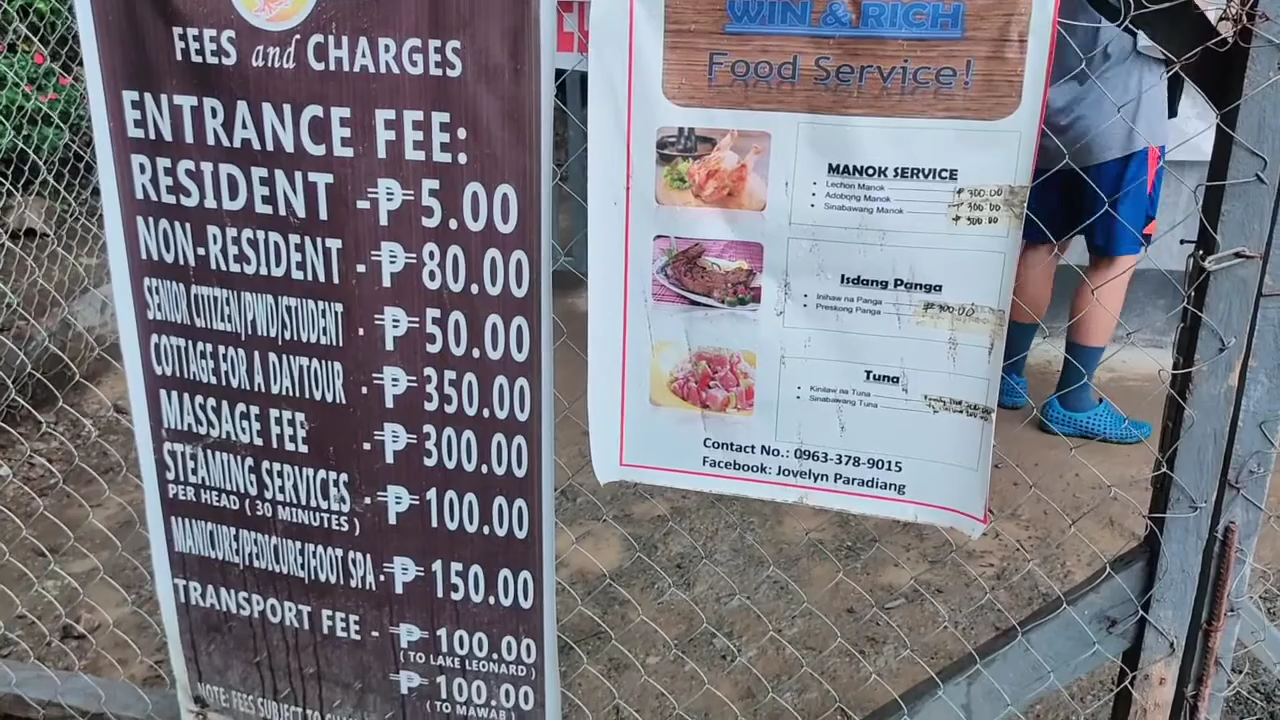 FEES and CHARGES
ENTRANCE FEE:
RESIDENT - ₱ 5.00
NON-RESIDENT - ₱ 80.00
SENIOR CITIZEN/PWD/STUDENT - ₱ 50.00
COTTAGE FOR A DAYTOUR - ₱ 350.00
MASSAGE FEE - ₱ 300.00
STEAMING SERVICES - ₱ 100.00
PER HEAD ( 30 MINUTES )
MANICURE/PEDICURE/FOOT SPA - ₱ 150.00
TRANSPORT FEE - ₱ 100.00
( TO LAKE LEONARD )
₱ 100.00
( TO MAWAB )
NOTE: FEES SUBJECT TO
WIN & RICH
Food Service!
MANOK SERVICE
Lechon Manok ₱ 300.00
Adobong Manok ₱ 300.00
Sinabawang Manok ₱ 300.00
Isdang Panga
Inihaw na Panga
Preskong Panga ₱ 300.00
Tuna
Kinilaw na Tuna
Sinabawang Tuna
Contact No.: 0963-378-9015
Facebook: Jovelyn Paradiang